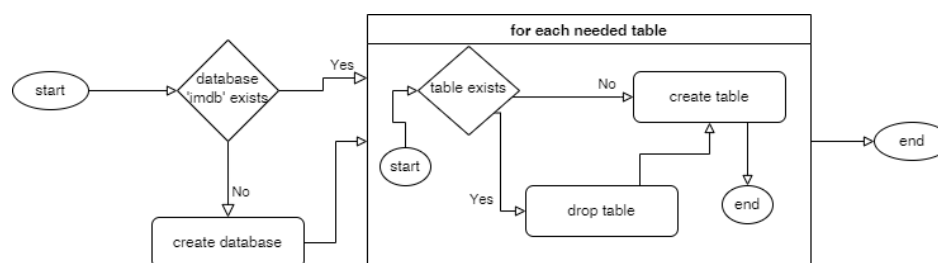 for each needed table
start
database
'imdb' exists
Yes
No
create database
table exists
start
No
create table
Yes
drop table
end
end